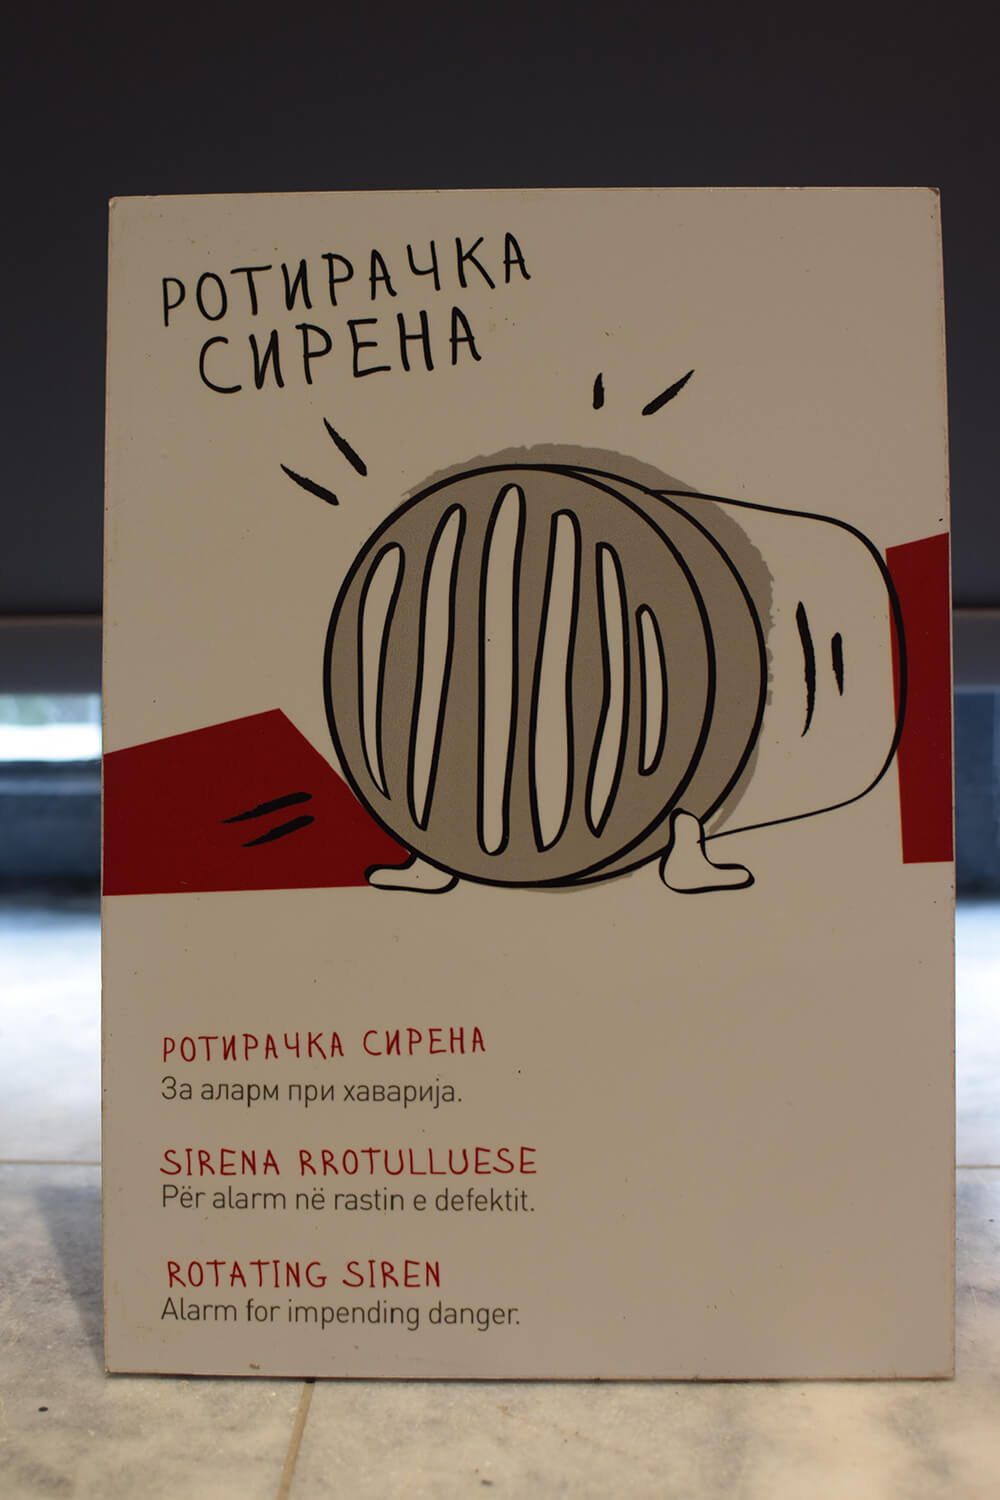 РОТИРАЧКА
СИРЕНА
РОТИРАЧКА СИРЕНА
За аларм при хаварија.
SIRENA RROTULLUESE
Për alarm në rastin e defektit.
ROTATING SIREN
Alarm for impending danger.